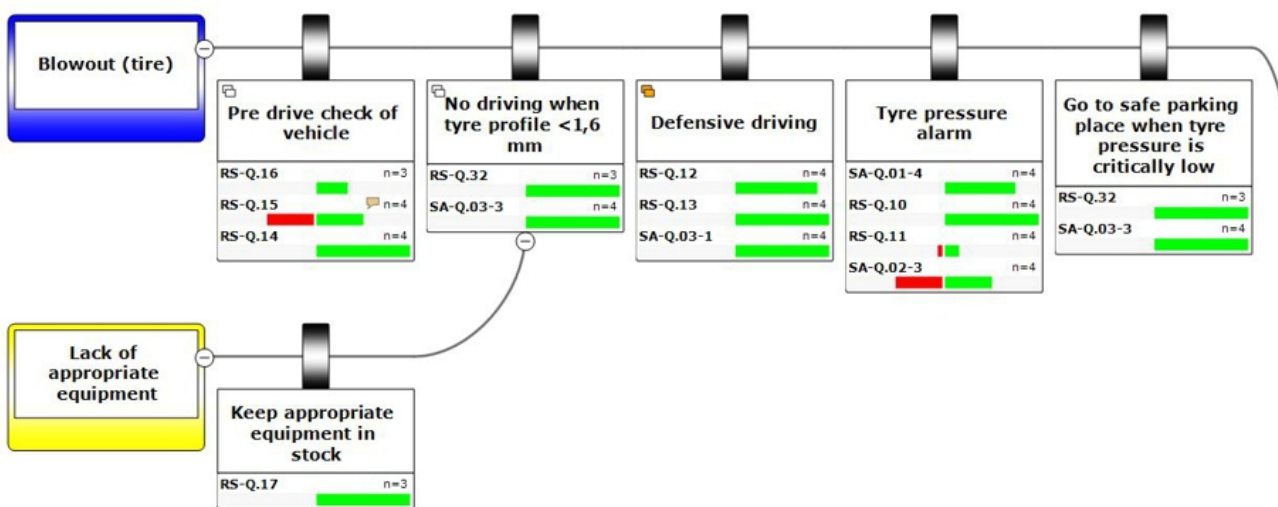 Blowout (tire)
Pre drive check of
vehicle
RS-Q.16 n=3
RS-Q.15 n=4
RS-Q.14 n=4
No driving when
tyre profile <1,6
mm
RS-Q.32 n=3
SA-Q.03-3 n=4
Defensive driving
RS-Q.12 n=4
RS-Q.13 n=4
SA-Q.03-1 n=4
Tyre pressure
alarm
SA-Q.01-4 n=4
RS-Q.10 n=4
RS-Q.11 n=4
SA-Q.02-3 n=4
Go to safe parking
place when tyre
pressure is
critically low
RS-Q.32 n=3
SA-Q.03-3 n=4
Lack of
appropriate
equipment
Keep appropriate
equipment in
stock
RS-Q.17 n=3